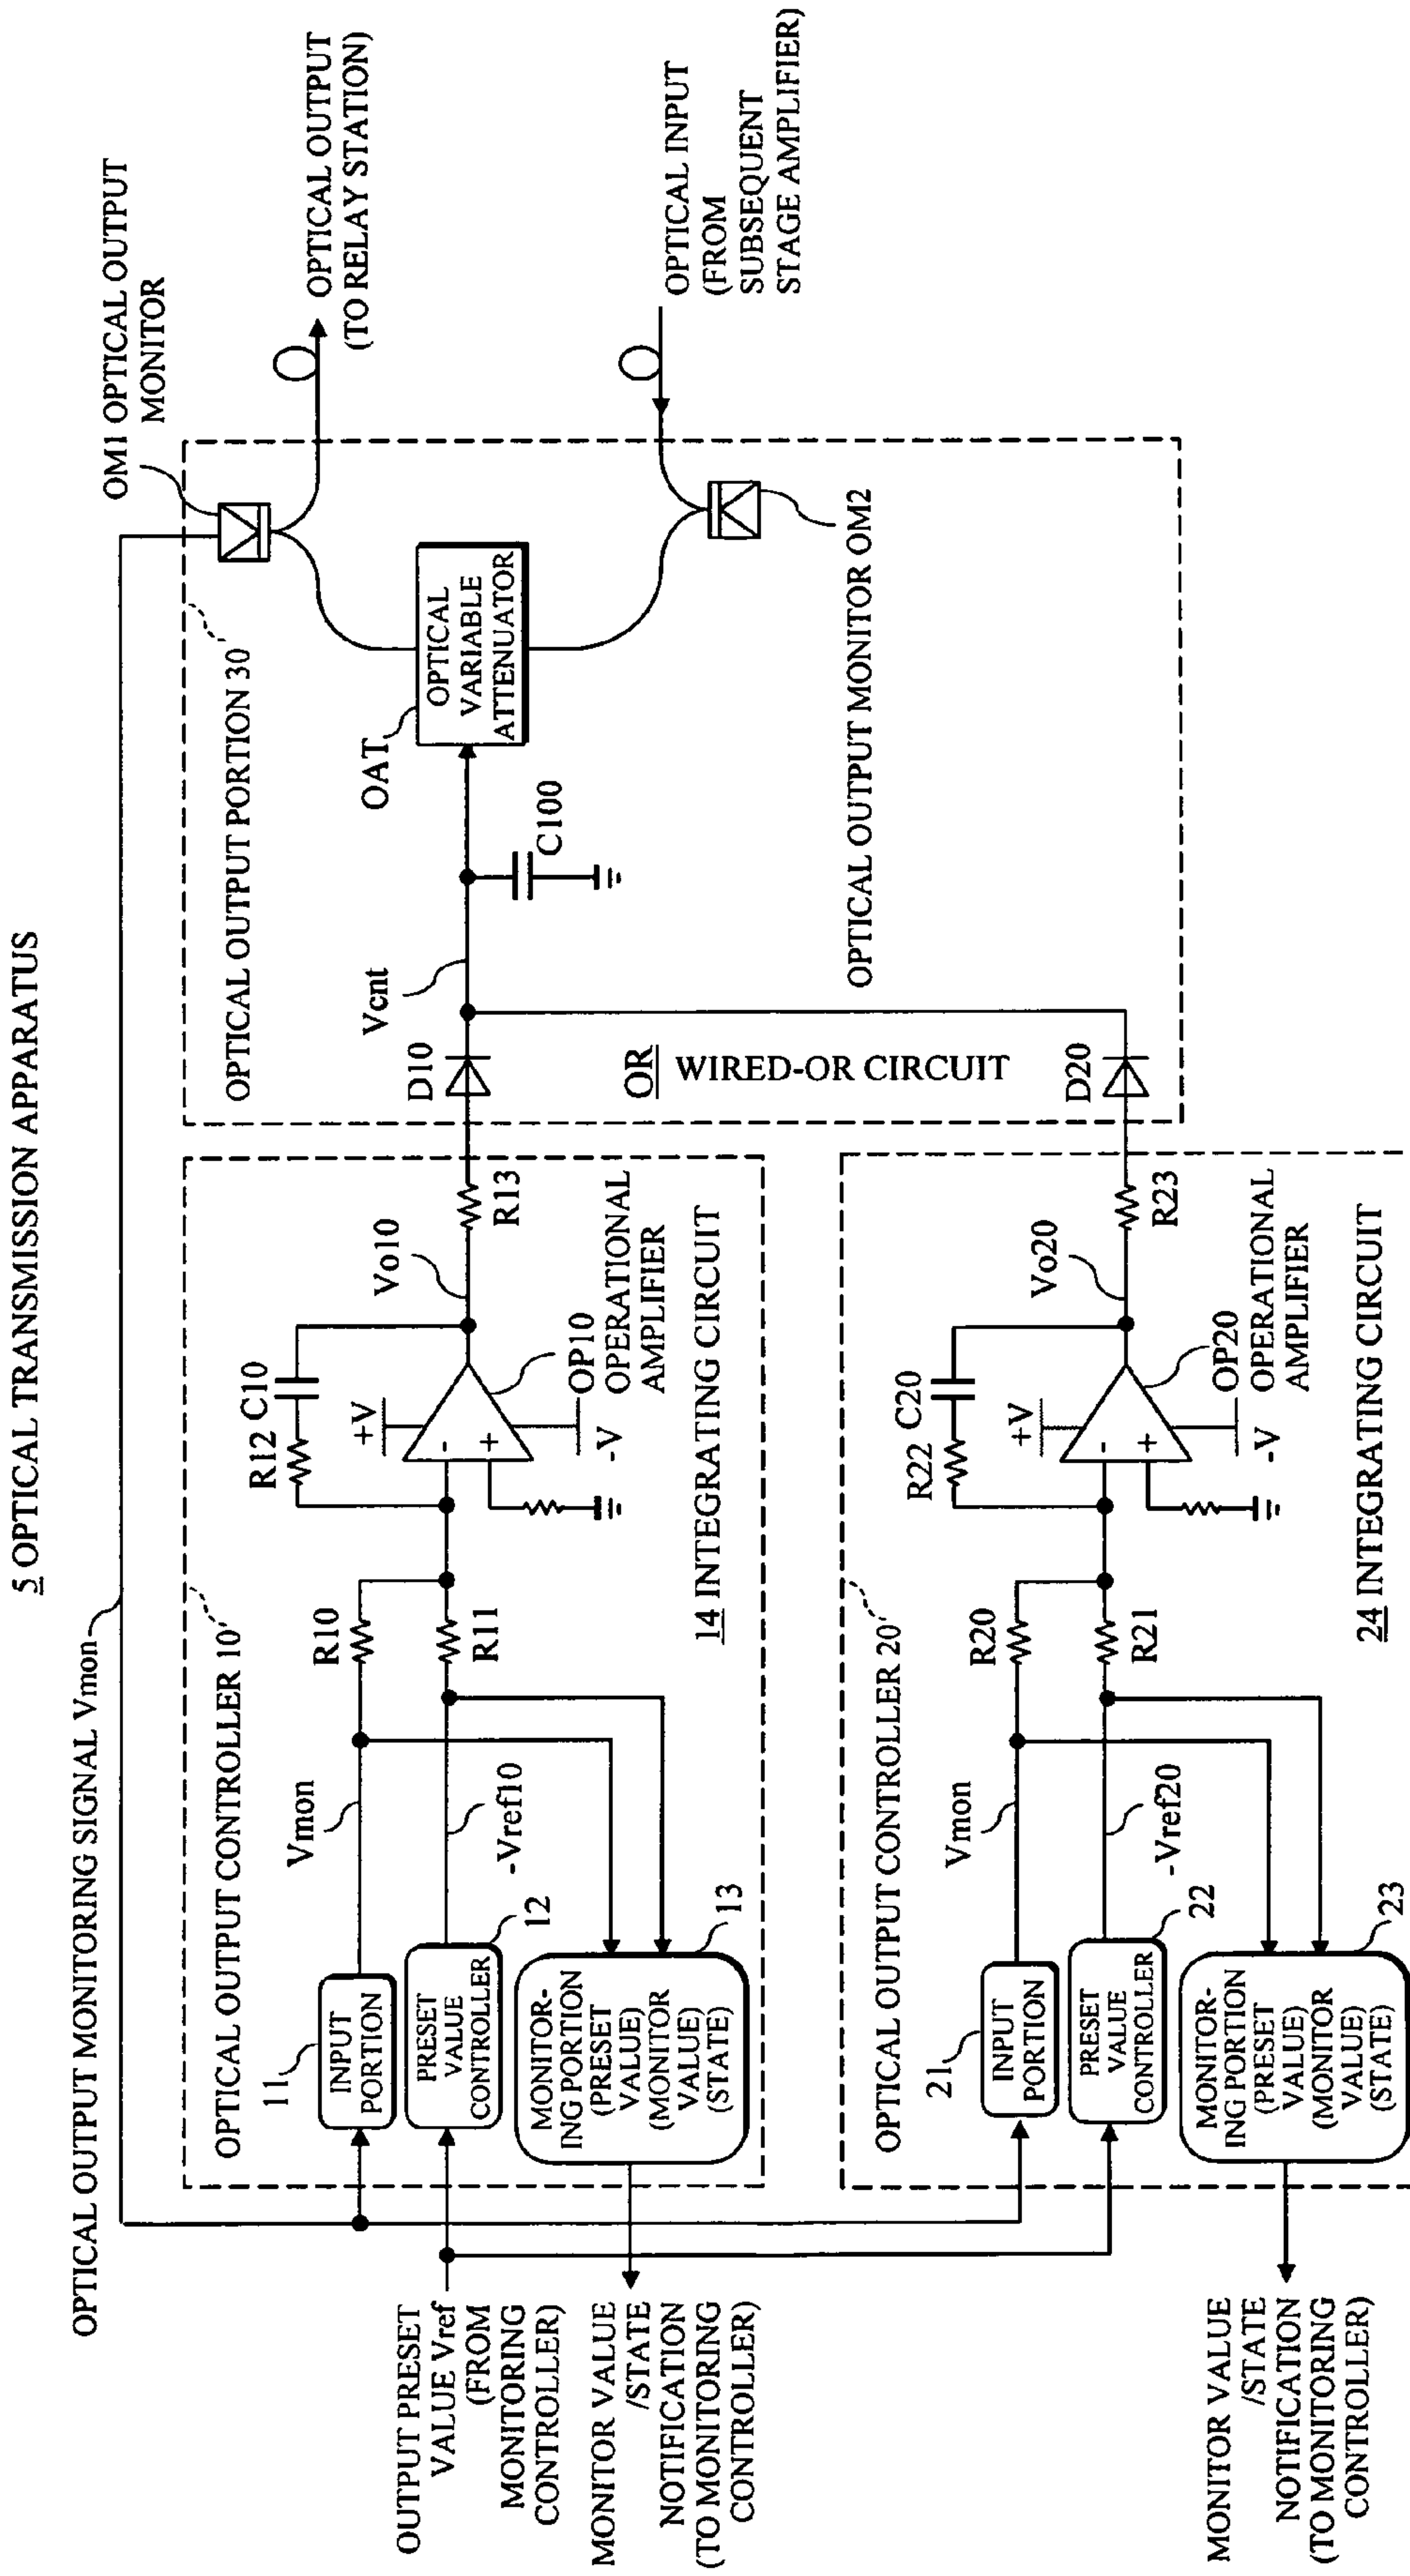 5 OPTICAL TRANSMISSION APPARATUS
OPTICAL OUTPUT MONITORING SIGNAL Vmon
OM1 OPTICAL OUTPUT
MONITOR
OPTICAL OUTPUT
(TO RELAY STATION)
OPTICAL INPUT
(FROM
SUBSEQUENT
STAGE AMPLIFIER)
OPTICAL OUTPUT PORTION 30
OAT
OPTICAL
VARIABLE
ATTENUATOR
C100
Vcnt
D10
OR WIRED-OR CIRCUIT
D20
OPTICAL OUTPUT MONITOR OM2
OUTPUT PRESET
VALUE Vref
(FROM
MONITORING
CONTROLLER)
MONITOR VALUE
/STATE
NOTIFICATION
(TO MONITORING
CONTROLLER)
OPTICAL OUTPUT CONTROLLER 10'
11
INPUT
PORTION
12
PRESET
VALUE
CONTROLLER
13
MONITOR-
ING PORTION
(PRESET
VALUE)
(MONITOR
VALUE)
(STATE)
Vmon
-Vref10
R10
R11
R12 C10
+V
-
+
-V
OP10
OPERATIONAL
AMPLIFIER
Vo10
R13
14 INTEGRATING CIRCUIT
MONITOR VALUE
/STATE
NOTIFICATION
(TO MONITORING
CONTROLLER)
OPTICAL OUTPUT CONTROLLER 20'
21
INPUT
PORTION
22
PRESET
VALUE
CONTROLLER
23
MONITOR-
ING PORTION
(PRESET
VALUE)
(MONITOR
VALUE)
(STATE)
Vmon
-Vref20
R20
R21
R22 C20
+V
-
+
-V
OP20
OPERATIONAL
AMPLIFIER
Vo20
R23
24 INTEGRATING CIRCUIT